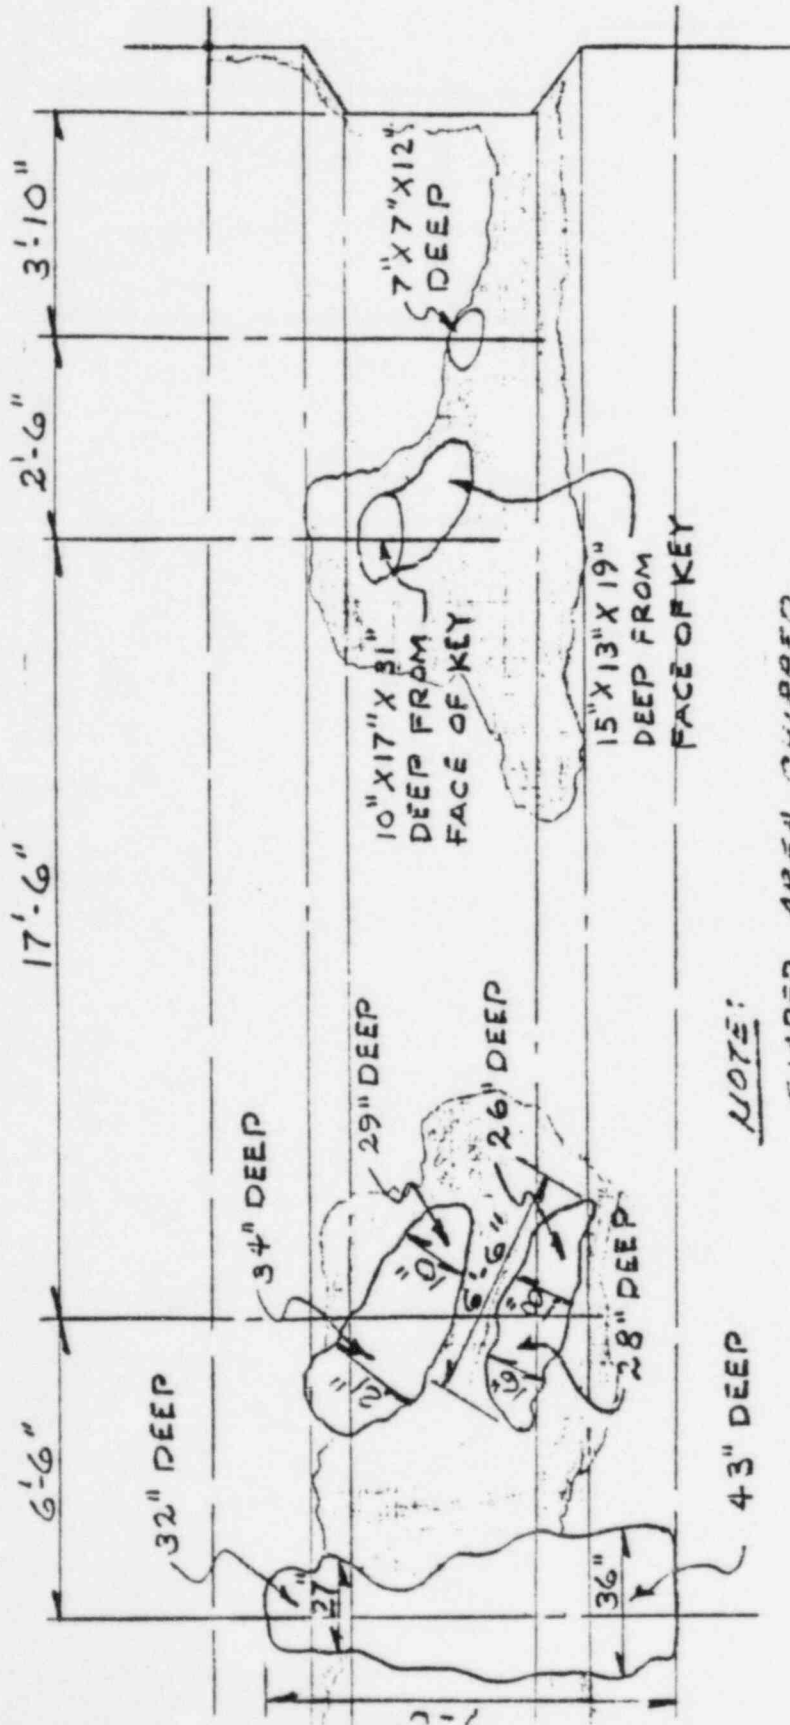 3'-10"
2'-6"
17'-6"
6'-6"
7"X7"X12"
DEEP
10"X17"X31"
DEEP FROM
FACE OF KEY
15"X13"X19"
DEEP FROM
FACE OF KEY
34" DEEP
29" DEEP
26" DEEP
28" DEEP
10"
6'-6"
8"
32" DEEP
36"
43" DEEP
NOTE: